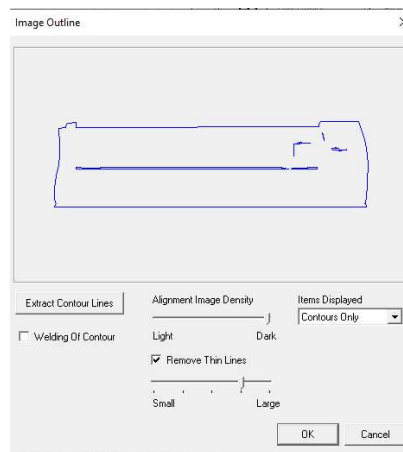 Image Outline
Extract Contour Lines
Alignment Image Density
Items Displayed
Contours Only
Welding Of Contour
Light
Dark
Remove Thin Lines
Small
Large
OK
Cancel